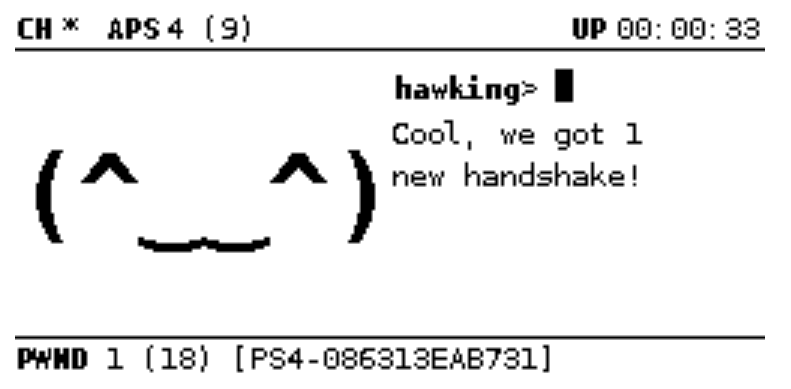 CH * APS 4 (9) UP 00:00:33
hawking> █
Cool, we got 1
new handshake!
(^‿‿^)
PWND 1 (18) [PS4-086313EAB731]